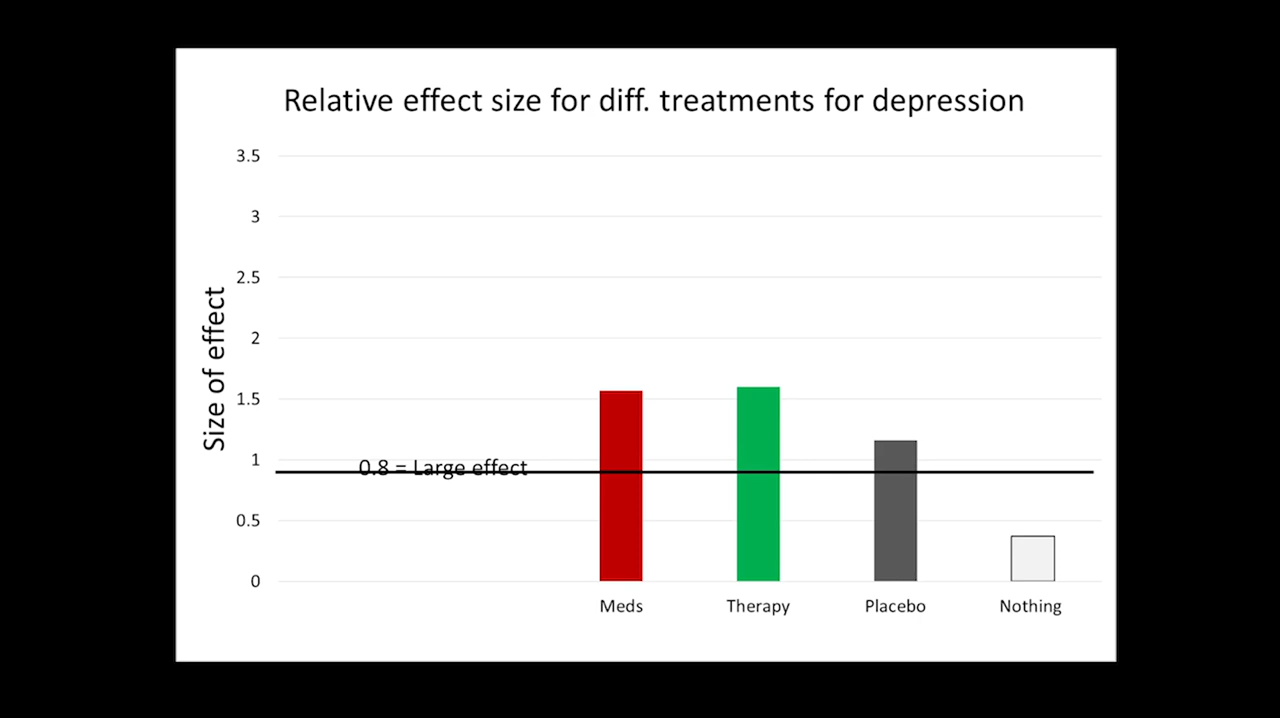 Relative effect size for diff. treatments for depression
Size of effect
3.5
3
2.5
2
1.5
1
0.8 = Large effect
0.5
0
Meds Therapy Placebo Nothing